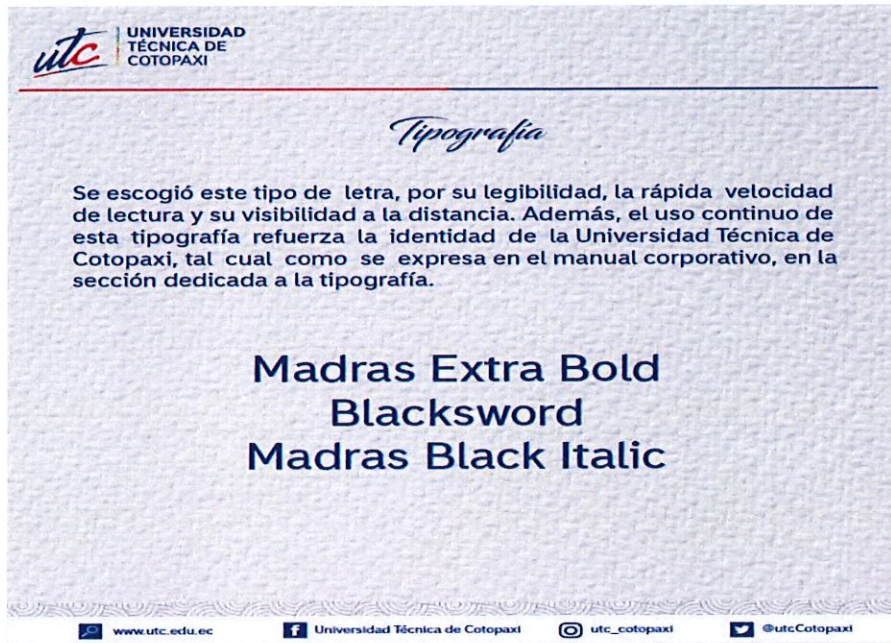 utc
UNIVERSIDAD
TÉCNICA DE
COTOPAXI
Tipografía
Se escogió este tipo de letra, por su legibilidad, la rápida velocidad
de lectura y su visibilidad a la distancia. Además, el uso continuo de
esta tipografía refuerza la identidad de la Universidad Técnica de
Cotopaxi, tal cual como se expresa en el manual corporativo, en la
sección dedicada a la tipografía.
Madras Extra Bold
Blacksword
Madras Black Italic
www.utc.edu.ec f Universidad Técnica de Cotopaxi utc_cotopaxi @utcCotopaxi